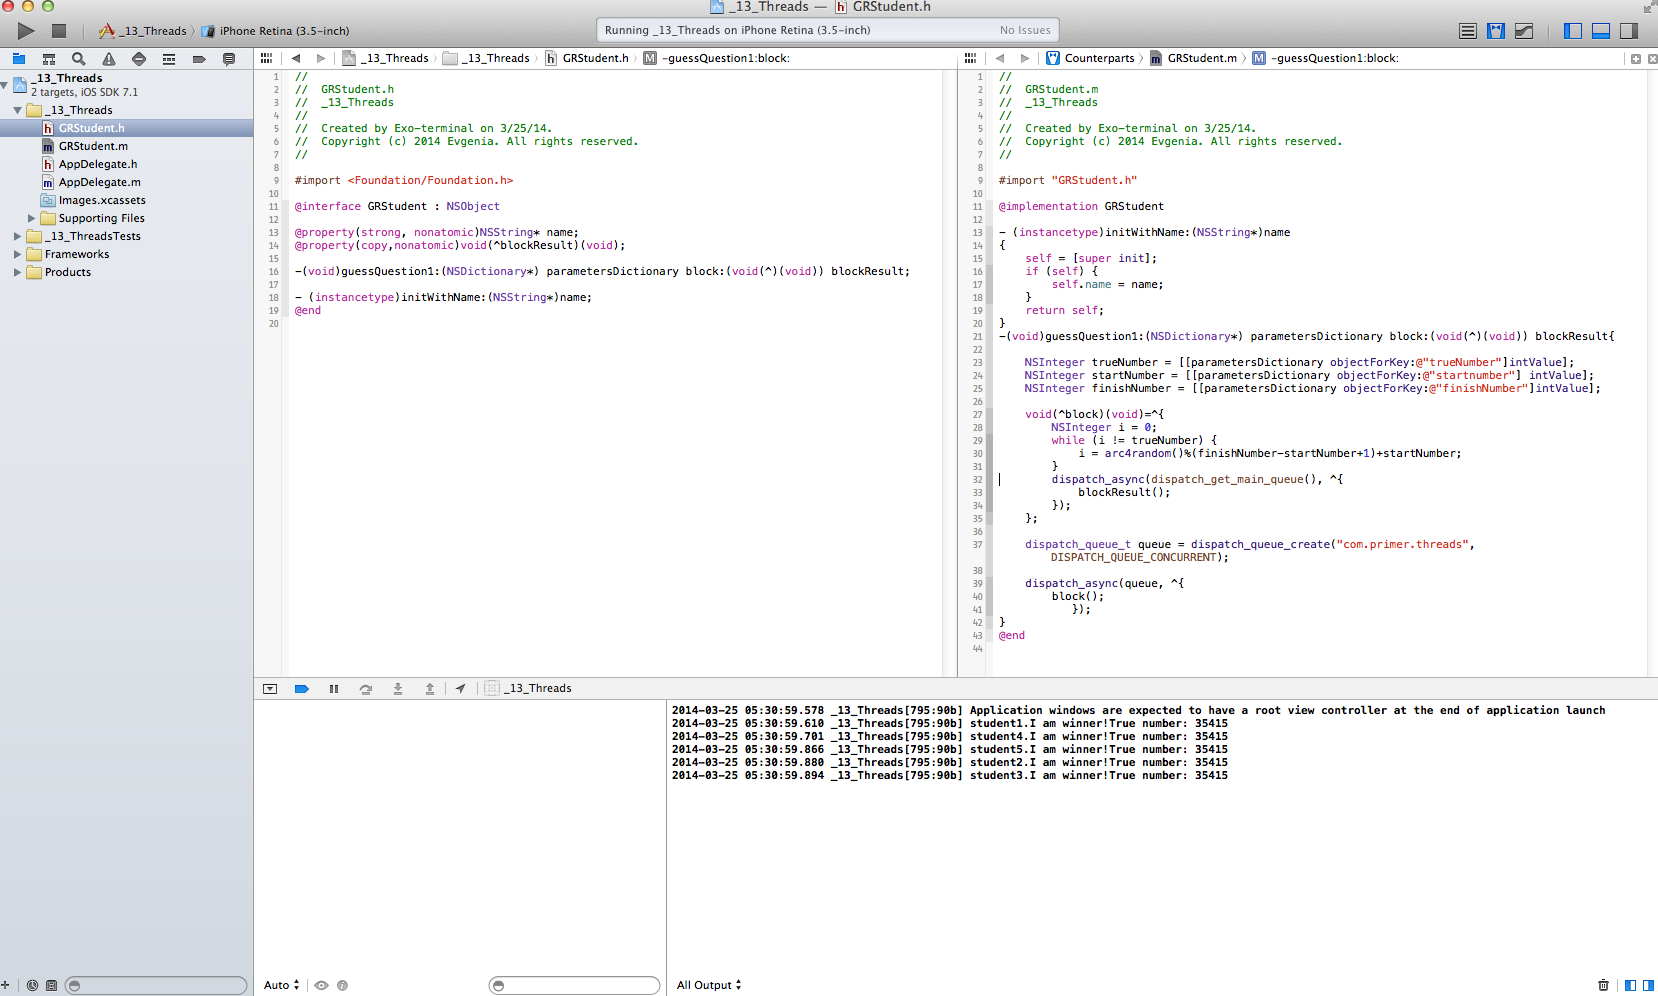 _13_Threads — h GRStudent.h
_13_Threads iPhone Retina (3.5-inch)
Running _13_Threads on iPhone Retina (3.5-inch) No Issues
_13_Threads
2 targets, iOS SDK 7.1
_13_Threads
h GRStudent.h
m GRStudent.m
h AppDelegate.h
m AppDelegate.m
Images.xcassets
Supporting Files
_13_ThreadsTests
Frameworks
Products
_13_Threads _13_Threads h GRStudent.h M -guessQuestion1:block:
1 //
2 //  GRStudent.h
3 //  _13_Threads
4 //
5 //  Created by Exo-terminal on 3/25/14.
6 //  Copyright (c) 2014 Evgenia. All rights reserved.
7 //
8
9 #import <Foundation/Foundation.h>
10
11 @interface GRStudent : NSObject
12
13 @property(strong, nonatomic)NSString* name;
14 @property(copy,nonatomic)void(^blockResult)(void);
15
16 -(void)guessQuestion1:(NSDictionary*) parametersDictionary block:(void(^)(void)) blockResult;
17
18 - (instancetype)initWithName:(NSString*)name;
19 @end
20
Counterparts m GRStudent.m M -guessQuestion1:block:
1 //
2 //  GRStudent.m
3 //  _13_Threads
4 //
5 //  Created by Exo-terminal on 3/25/14.
6 //  Copyright (c) 2014 Evgenia. All rights reserved.
7 //
8
9 #import "GRStudent.h"
10
11 @implementation GRStudent
12
13 - (instancetype)initWithName:(NSString*)name
14 {
15     self = [super init];
16     if (self) {
17         self.name = name;
18     }
19     return self;
20 }
21 -(void)guessQuestion1:(NSDictionary*) parametersDictionary block:(void(^)(void)) blockResult{
22
23     NSInteger trueNumber = [[parametersDictionary objectForKey:@"trueNumber"]intValue];
24     NSInteger startNumber = [[parametersDictionary objectForKey:@"startnumber"] intValue];
25     NSInteger finishNumber = [[parametersDictionary objectForKey:@"finishNumber"]intValue];
26
27     void(^block)(void)=^{
28         NSInteger i = 0;
29         while (i != trueNumber) {
30             i = arc4random()%(finishNumber-startNumber+1)+startNumber;
31         }
32         dispatch_async(dispatch_get_main_queue(), ^{
33             blockResult();
34         });
35     };
36
37     dispatch_queue_t queue = dispatch_queue_create("com.primer.threads",
        DISPATCH_QUEUE_CONCURRENT);
38
39     dispatch_async(queue, ^{
40         block();
41            });
42 }
43 @end
44
_13_Threads
2014-03-25 05:30:59.578 _13_Threads[795:90b] Application windows are expected to have a root view controller at the end of application launch
2014-03-25 05:30:59.610 _13_Threads[795:90b] student1.I am winner!True number: 35415
2014-03-25 05:30:59.701 _13_Threads[795:90b] student4.I am winner!True number: 35415
2014-03-25 05:30:59.866 _13_Threads[795:90b] student5.I am winner!True number: 35415
2014-03-25 05:30:59.880 _13_Threads[795:90b] student2.I am winner!True number: 35415
2014-03-25 05:30:59.894 _13_Threads[795:90b] student3.I am winner!True number: 35415
Auto
All Output